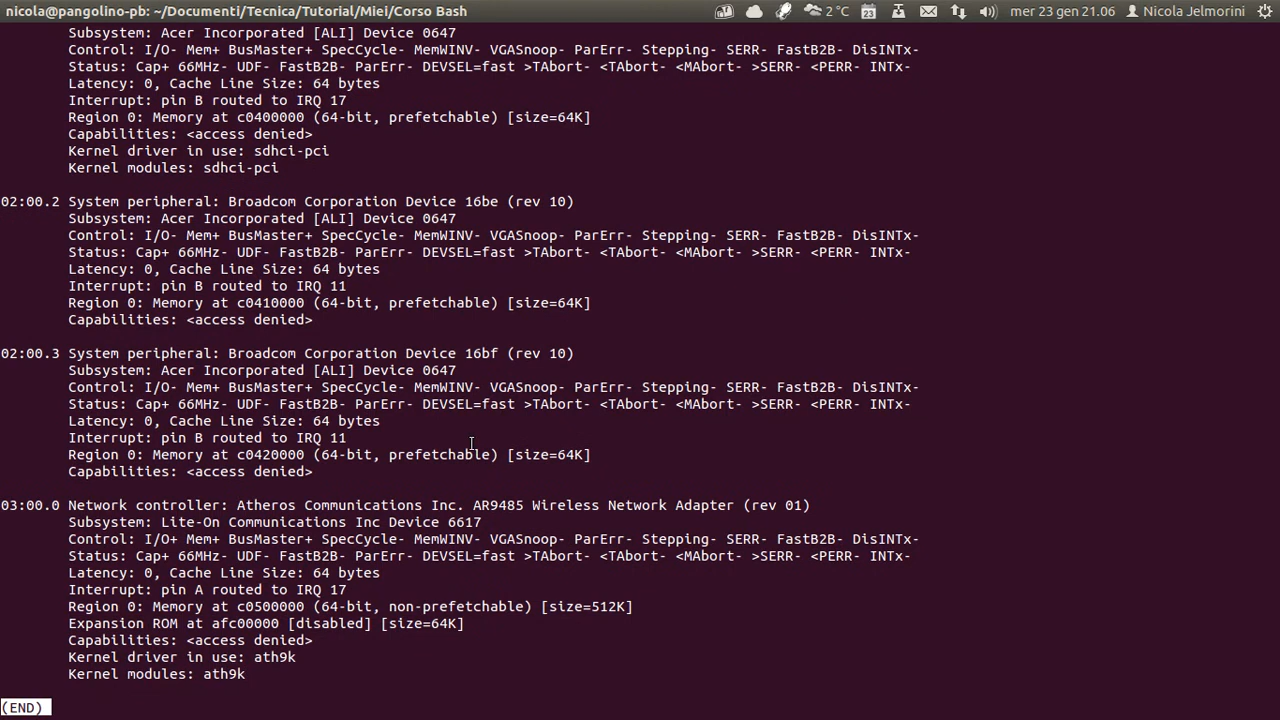 nicola@pangolino-pb: ~/Documenti/Tecnica/Tutorial/Miei/Corso Bash 2°C 23 mer 23 gen 21.06 Nicola Jelmorini
Subsystem: Acer Incorporated [ALI] Device 0647
Control: I/O- Mem+ BusMaster+ SpecCycle- MemWINV- VGASnoop- ParErr- Stepping- SERR- FastB2B- DisINTx-
Status: Cap+ 66MHz- UDF- FastB2B- ParErr- DEVSEL=fast >TAbort- <TAbort- <MAbort- >SERR- <PERR- INTx-
Latency: 0, Cache Line Size: 64 bytes
Interrupt: pin B routed to IRQ 17
Region 0: Memory at c0400000 (64-bit, prefetchable) [size=64K]
Capabilities: <access denied>
Kernel driver in use: sdhci-pci
Kernel modules: sdhci-pci
02:00.2 System peripheral: Broadcom Corporation Device 16be (rev 10)
Subsystem: Acer Incorporated [ALI] Device 0647
Control: I/O- Mem+ BusMaster+ SpecCycle- MemWINV- VGASnoop- ParErr- Stepping- SERR- FastB2B- DisINTx-
Status: Cap+ 66MHz- UDF- FastB2B- ParErr- DEVSEL=fast >TAbort- <TAbort- <MAbort- >SERR- <PERR- INTx-
Latency: 0, Cache Line Size: 64 bytes
Interrupt: pin B routed to IRQ 11
Region 0: Memory at c0410000 (64-bit, prefetchable) [size=64K]
Capabilities: <access denied>
02:00.3 System peripheral: Broadcom Corporation Device 16bf (rev 10)
Subsystem: Acer Incorporated [ALI] Device 0647
Control: I/O- Mem+ BusMaster+ SpecCycle- MemWINV- VGASnoop- ParErr- Stepping- SERR- FastB2B- DisINTx-
Status: Cap+ 66MHz- UDF- FastB2B- ParErr- DEVSEL=fast >TAbort- <TAbort- <MAbort- >SERR- <PERR- INTx-
Latency: 0, Cache Line Size: 64 bytes
Interrupt: pin B routed to IRQ 11
Region 0: Memory at c0420000 (64-bit, prefetchable) [size=64K]
Capabilities: <access denied>
03:00.0 Network controller: Atheros Communications Inc. AR9485 Wireless Network Adapter (rev 01)
Subsystem: Lite-On Communications Inc Device 6617
Control: I/O+ Mem+ BusMaster+ SpecCycle- MemWINV- VGASnoop- ParErr- Stepping- SERR- FastB2B- DisINTx-
Status: Cap+ 66MHz- UDF- FastB2B- ParErr- DEVSEL=fast >TAbort- <TAbort- <MAbort- >SERR- <PERR- INTx-
Latency: 0, Cache Line Size: 64 bytes
Interrupt: pin A routed to IRQ 17
Region 0: Memory at c0500000 (64-bit, non-prefetchable) [size=512K]
Expansion ROM at afc00000 [disabled] [size=64K]
Capabilities: <access denied>
Kernel driver in use: ath9k
Kernel modules: ath9k
(END)